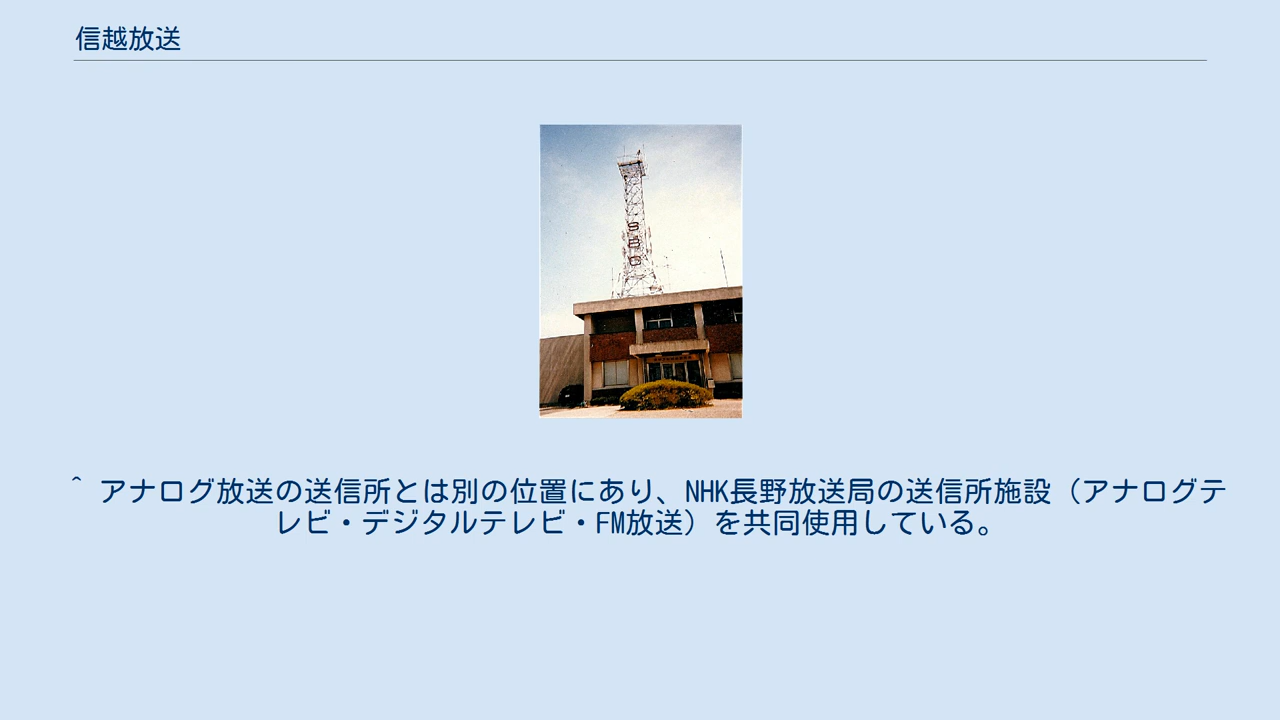 信越放送
SBC
^ アナログ放送の送信所とは別の位置にあり、NHK長野放送局の送信所施設（アナログテ
レビ・デジタルテレビ・FM放送）を共同使用している。